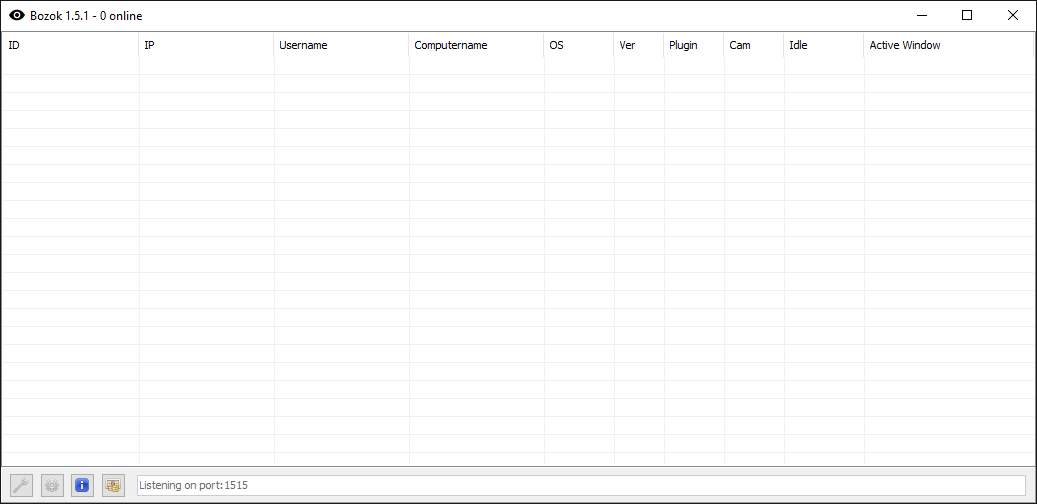 Bozok 1.5.1 - 0 online
ID IP Username Computername OS Ver Plugin Cam Idle Active Window
Listening on port:1515